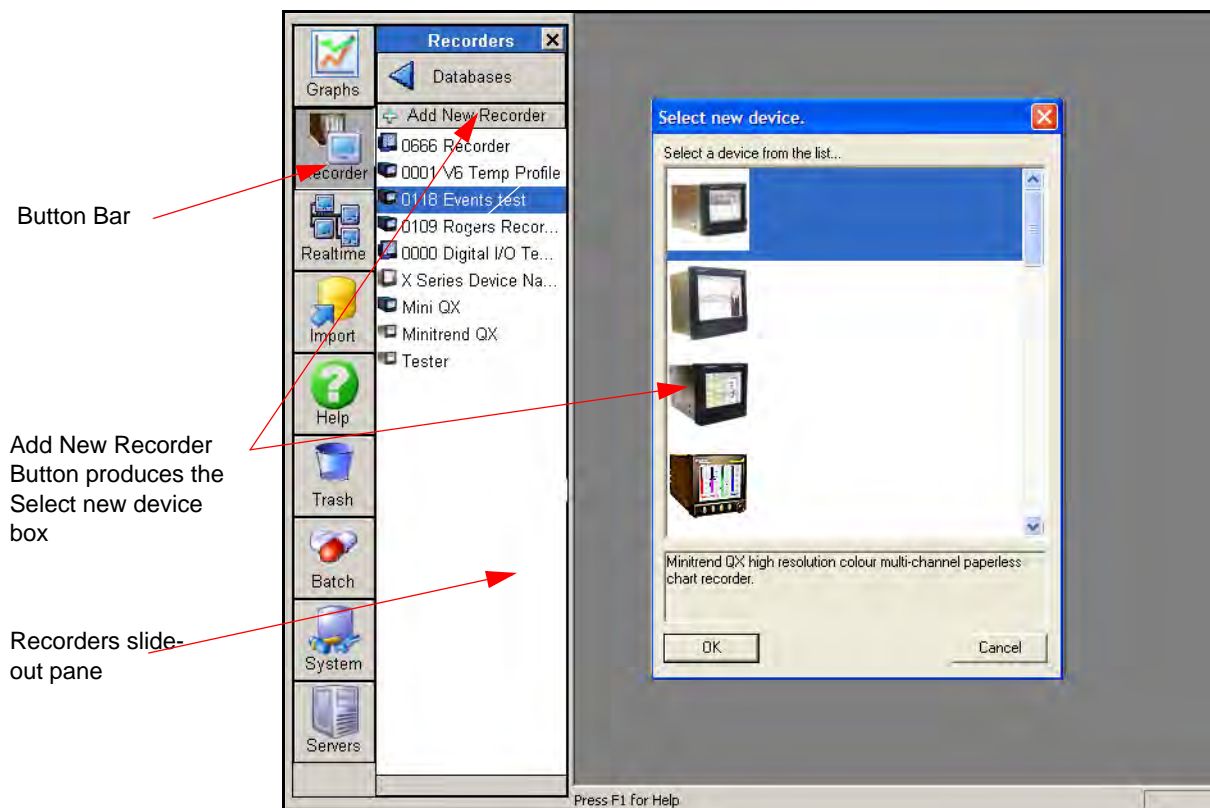 Button Bar
Add New Recorder
Button produces the
Select new device
box
Recorders slide-
out pane
Graphs
Recorder
Realtime
Import
Help
Trash
Batch
System
Servers
Recorders
Databases
Add New Recorder
0666 Recorder
0001 V6 Temp Profile
0118 Events test
0109 Rogers Recor...
0000 Digital I/O Te...
X Series Device Na...
Mini QX
Minitrend QX
Tester
Select new device.
Select a device from the list...
Minitrend QX high resolution colour multi-channel paperless
chart recorder.
OK
Cancel
Press F1 for Help